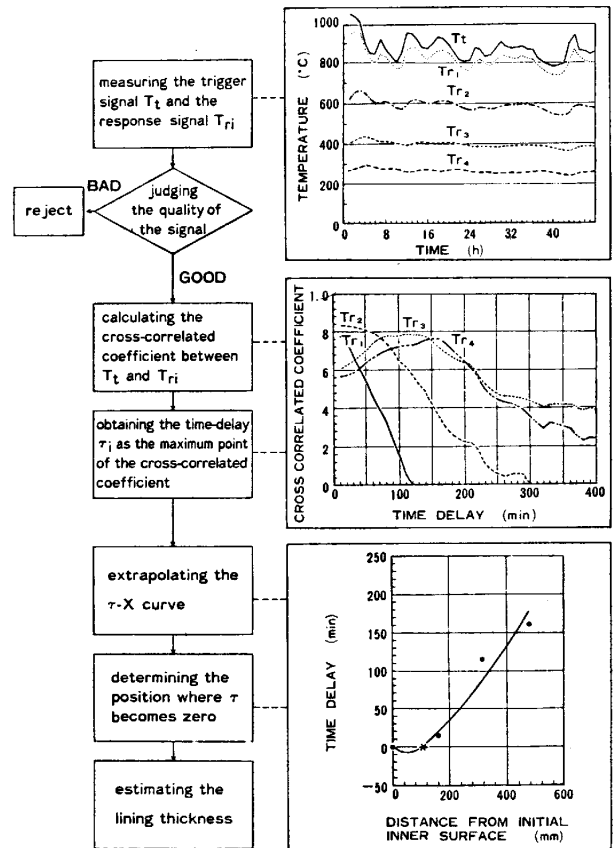 measuring the trigger
signal Tt and the
response signal Tri
BAD
reject
judging
the quality of
the signal
GOOD
calculating the
cross-correlated
coefficient between
Tt and Tri
obtaining the time-delay
τi as the maximum point
of the cross-correlated
coefficient
extrapolating the
τ-X curve
determining the
position where τ
becomes zero
estimating the
lining thickness
TEMPERATURE (°C)
1000
800
600
400
200
0
Tt
Tr1
Tr2
Tr3
Tr4
0 8 16 24 32 40
TIME (h)
CROSS CORRELATED COEFFICIENT
1.0
8
6
4
2
0
Tr2
Tr1
Tr3
Tr4
100 200 300 400
TIME DELAY (min)
TIME DELAY (min)
250
200
150
100
50
0
-50
0 200 400 600
DISTANCE FROM INITIAL
INNER SURFACE (mm)